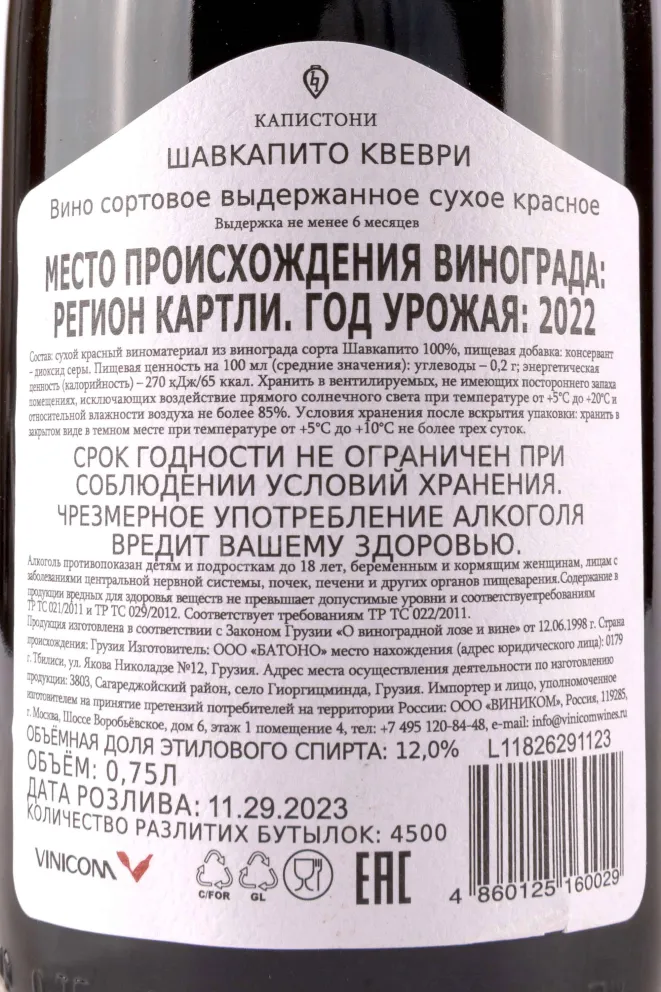 КАПИСТОНИ
ШАВКАПИТО КВЕВРИ
Вино сортовое выдержанное сухое красное
Выдержка не менее 6 месяцев
МЕСТО ПРОИСХОЖДЕНИЯ ВИНОГРАДА:
РЕГИОН КАРТЛИ. ГОД УРОЖАЯ: 2022
Состав: сухой красный виноматериал из винограда сорта Шавкапито 100%, пищевая добавка: консервант
– диоксид серы. Пищевая ценность на 100 мл (средние значения): углеводы – 0,2 г; энергетическая
ценность (калорийность) – 270 кДж/65 ккал. Хранить в вентилируемых, не имеющих постороннего запаха
помещениях, исключающих воздействие прямого солнечного света при температуре от +5°C до +20°C и
относительной влажности воздуха не более 85%. Условия хранения после вскрытия упаковки: хранить в
закрытом виде в темном месте при температуре от +5°C до +10°C не более трех суток.
СРОК ГОДНОСТИ НЕ ОГРАНИЧЕН ПРИ
СОБЛЮДЕНИИ УСЛОВИЙ ХРАНЕНИЯ.
ЧРЕЗМЕРНОЕ УПОТРЕБЛЕНИЕ АЛКОГОЛЯ
ВРЕДИТ ВАШЕМУ ЗДОРОВЬЮ.
Алкоголь противопоказан детям и подросткам до 18 лет, беременным и кормящим женщинам, лицам с
заболеваниями центральной нервной системы, почек, печени и других органов пищеварения.Содержание в
продукции вредных для здоровья веществ не превышает допустимые уровни и соответствуеттребованиям
ТР ТС 021/2011 и ТР ТС 029/2012. Соответствует требованиям ТР ТС 022/2011.
Продукция изготовлена в соответствии с Законом Грузии «О виноградной лозе и вине» от 12.06.1998 г. Страна
происхождения: Грузия Изготовитель: ООО «БАТОНО» место нахождения (адрес юридического лица): 0179
г. Тбилиси, ул. Якова Николадзе №12, Грузия. Адрес места осуществления деятельности по изготовлению
продукции: 3803, Сагареджойский район, село Гиоргицминда, Грузия. Импортер и лицо, уполномоченное
изготовителем на принятие претензий потребителей на территории России: ООО «ВИНИКОМ», Россия, 119285,
г. Москва, Шоссе Воробьёвское, дом 6, этаж 1 помещение 4, тел: +7 495 120-84-48, e-mail: info@vinicomwines.ru
ОБЪЁМНАЯ ДОЛЯ ЭТИЛОВОГО СПИРТА: 12,0% L11826291123
ОБЪЁМ: 0,75Л
ДАТА РОЗЛИВА: 11.29.2023
КОЛИЧЕСТВО РАЗЛИТИХ БУТЫЛОК: 4500
VINICOM
C/FOR
GL
EAC
4 860125 160029